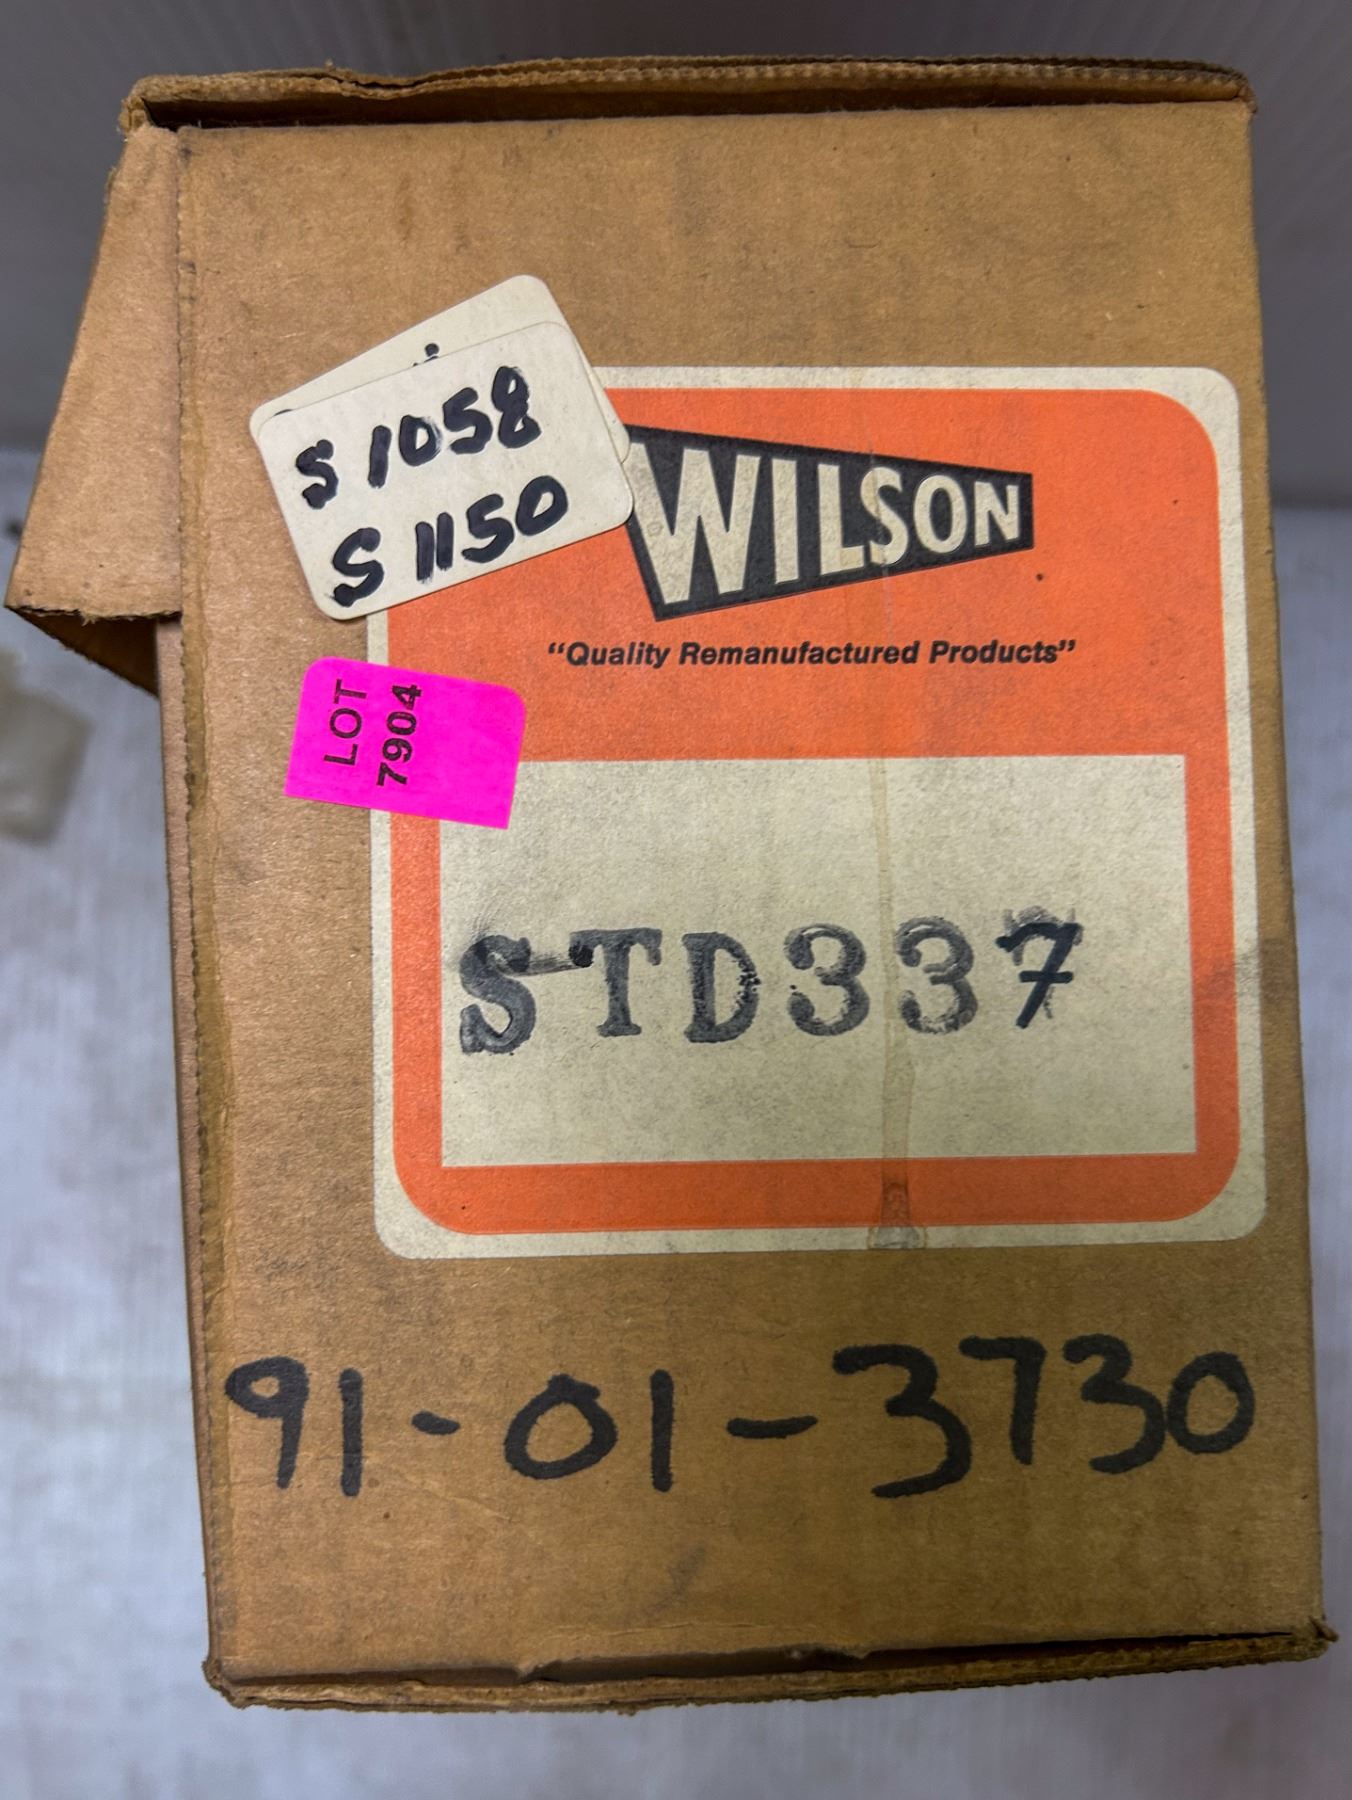 S 1058
S 1150
WILSON
"Quality Remanufactured Products"
LOT
7904
STD337
91-01-3730